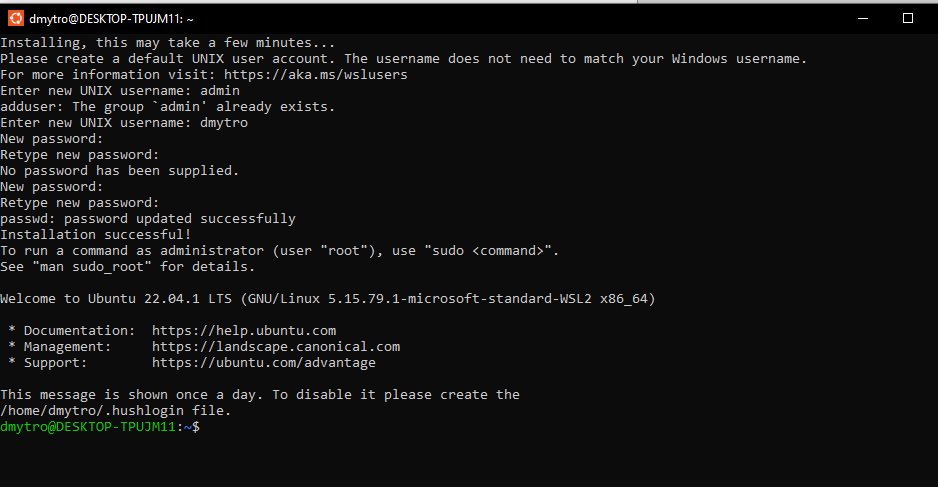 dmytro@DESKTOP-TPUJM11: ~
Installing, this may take a few minutes...
Please create a default UNIX user account. The username does not need to match your Windows username.
For more information visit: https://aka.ms/wslusers
Enter new UNIX username: admin
adduser: The group `admin' already exists.
Enter new UNIX username: dmytro
New password:
Retype new password:
No password has been supplied.
New password:
Retype new password:
passwd: password updated successfully
Installation successful!
To run a command as administrator (user "root"), use "sudo <command>".
See "man sudo_root" for details.

Welcome to Ubuntu 22.04.1 LTS (GNU/Linux 5.15.79.1-microsoft-standard-WSL2 x86_64)

 * Documentation:  https://help.ubuntu.com
 * Management:     https://landscape.canonical.com
 * Support:        https://ubuntu.com/advantage

This message is shown once a day. To disable it please create the
/home/dmytro/.hushlogin file.
dmytro@DESKTOP-TPUJM11:~$